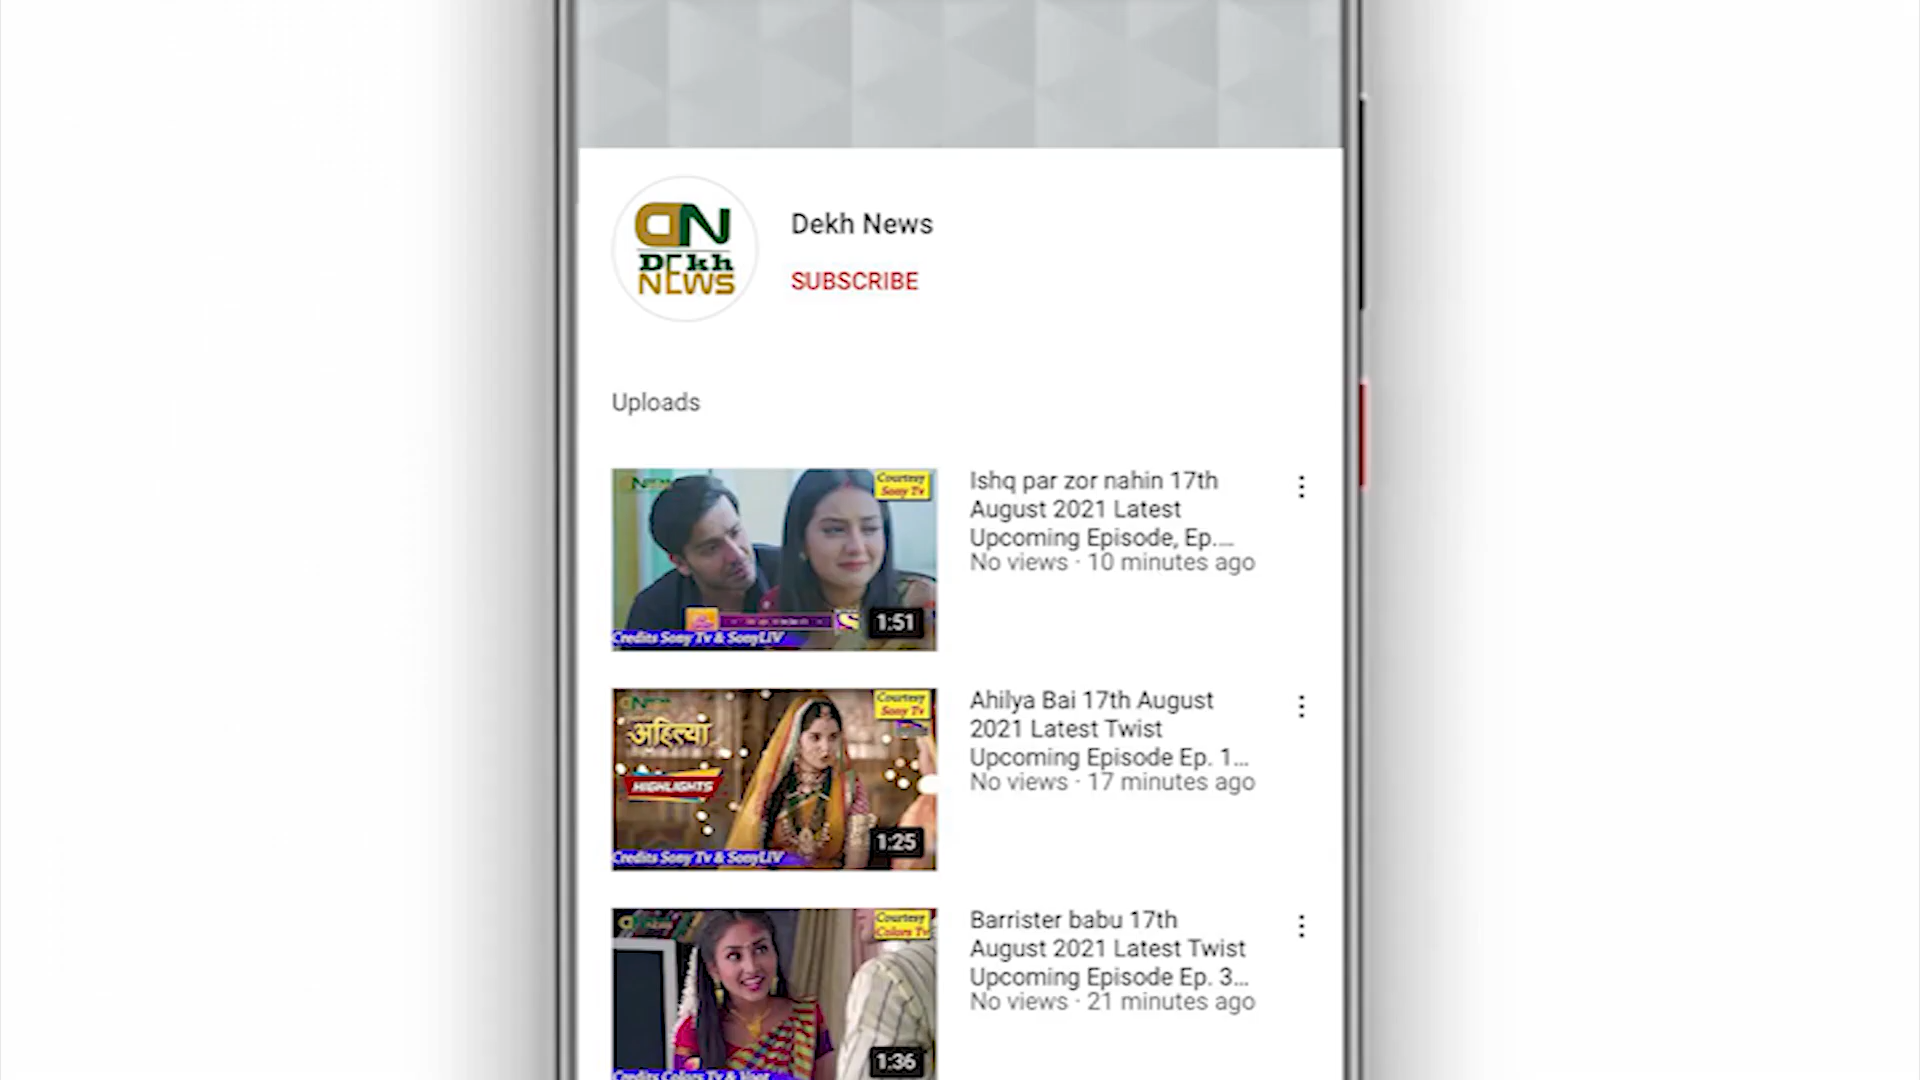 DN
Dekh
NEWS
Dekh News
SUBSCRIBE
Uploads
Courtesy
Sony Tv
Credits Sony Tv & SonyLIV
1:51
Ishq par zor nahin 17th
August 2021 Latest
Upcoming Episode, Ep....
No views · 10 minutes ago
Courtesy
Sony Tv
अहिल्या
HIGHLIGHTS
Credits Sony Tv & SonyLIV
1:25
Ahilya Bai 17th August
2021 Latest Twist
Upcoming Episode Ep. 1...
No views · 17 minutes ago
Courtesy
Colors Tv
Credits Colors Tv &
1:36
Barrister babu 17th
August 2021 Latest Twist
Upcoming Episode Ep. 3...
No views · 21 minutes ago